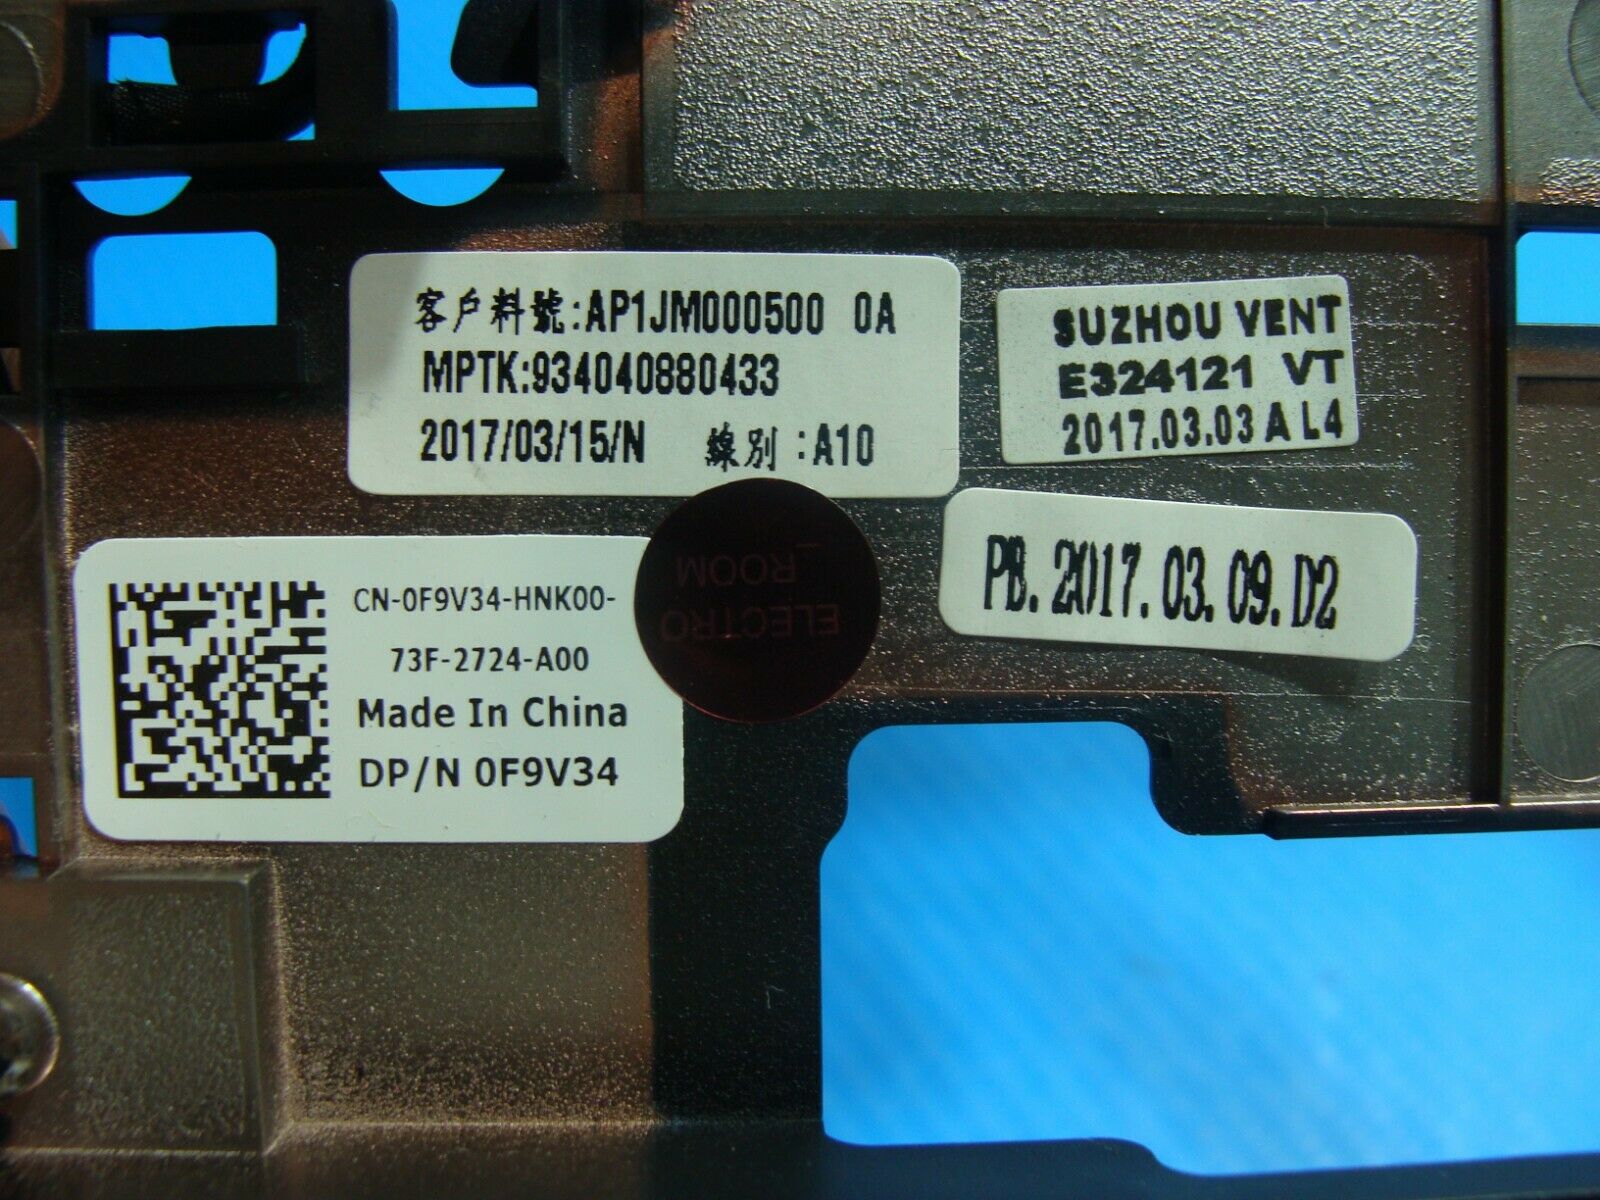 客戶料號:AP1JM000500 0A
MPTK:934040880433
2017/03/15/N 線別:A10
SUZHOU VENT
E324121 VT
2017.03.03 A L4
PB.2017.03.09.D2
CN-0F9V34-HNK00-
73F-2724-A00
Made In China
DP/N 0F9V34
ELECTRO
_ROOM